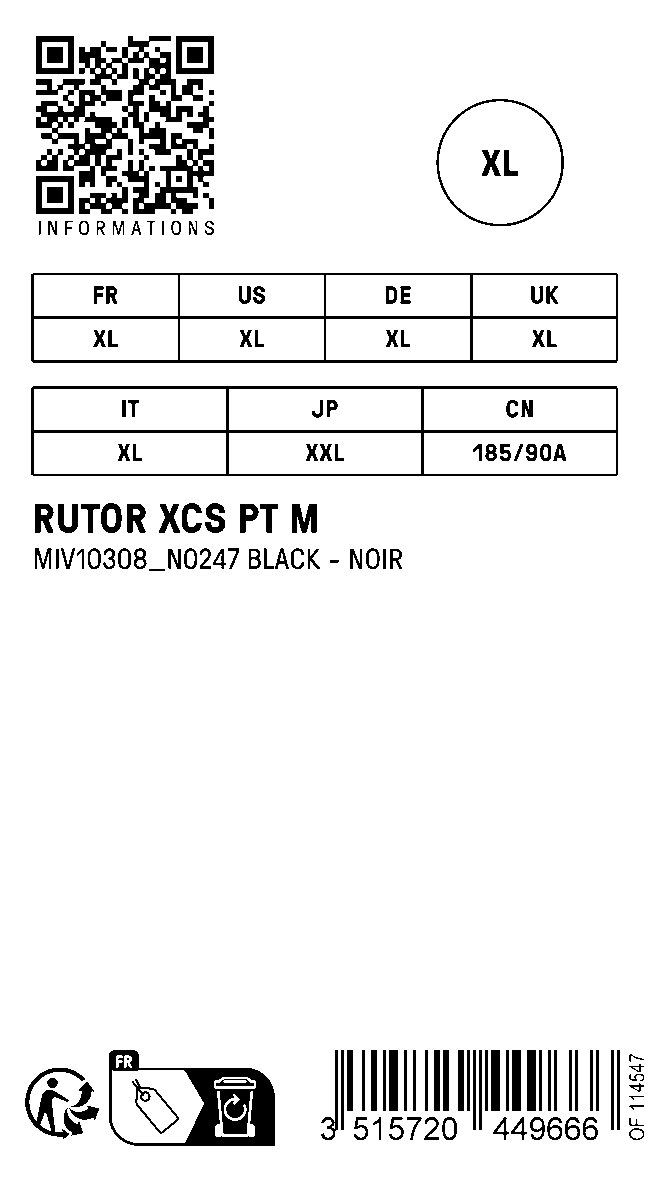 INFORMATIONS
XL
FR US DE UK
XL XL XL XL
IT JP CN
XL XXL 185/90A
RUTOR XCS PT M
MIV10308_N0247 BLACK - NOIR
FR
3 515720 449666
OF 114547